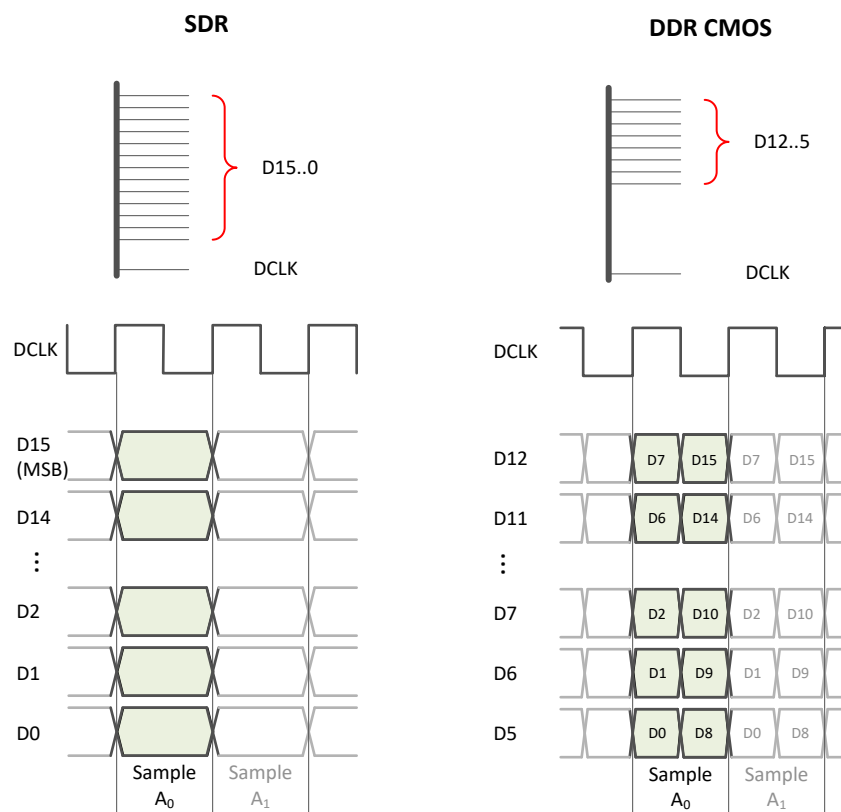 SDR
D15..0
DCLK
DCLK
D15
(MSB)
D14
⋮
D2
D1
D0
Sample
A0
Sample
A1
DDR CMOS
D12..5
DCLK
DCLK
D12 D7 D15 D7 D15
D11 D6 D14 D6 D14
⋮
D7 D2 D10 D2 D10
D6 D1 D9 D1 D9
D5 D0 D8 D0 D8
Sample
A0
Sample
A1